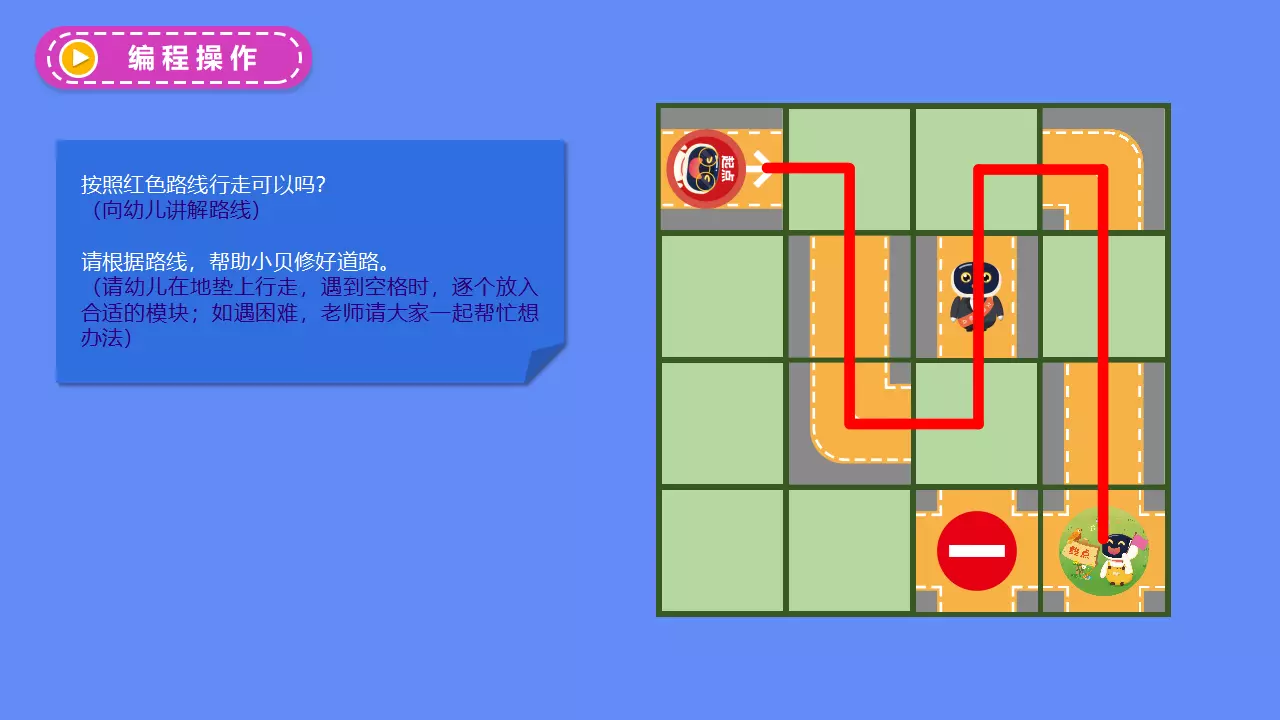 编程操作
按照红色路线行走可以吗？
（向幼儿讲解路线）
请根据路线，帮助小贝修好道路。
（请幼儿在地垫上行走，遇到空格时，逐个放入
合适的模块；如遇困难，老师请大家一起帮忙想
办法）
起点
终点